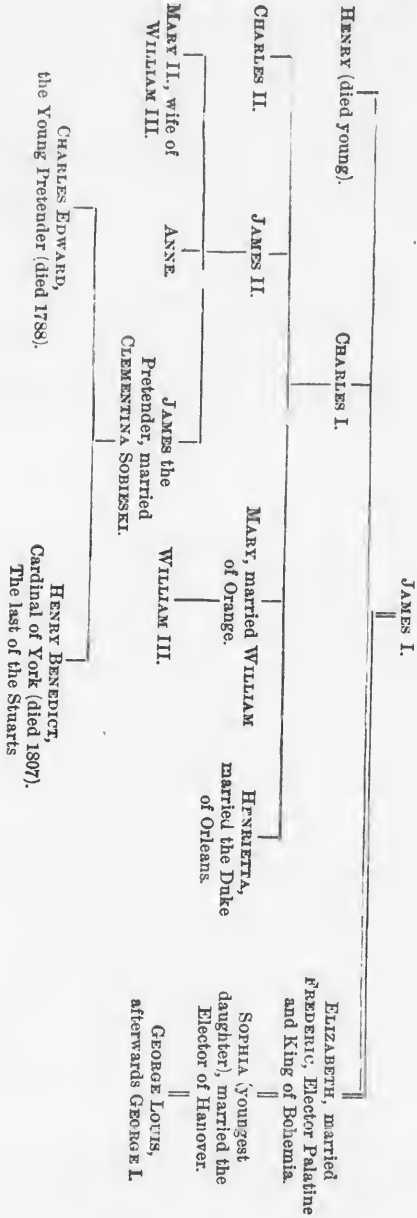 JAMES I.
HENRY (died young).
CHARLES I.
ELIZABETH, married
FREDERIC, Elector Palatine
and King of Bohemia.
CHARLES II.
JAMES II.
MARY, married WILLIAM
of Orange.
HENRIETTA,
married the Duke
of Orleans.
SOPHIA (youngest
daughter), married the
Elector of Hanover.
MARY II., wife of
WILLIAM III.
ANNE.
JAMES the
Pretender, married
CLEMENTINA SOBIESKI.
WILLIAM III.
GEORGE LOUIS,
afterwards GEORGE I.
CHARLES EDWARD,
the Young Pretender (died 1788).
HENRY BENEDICT,
Cardinal of York (died 1807).
The last of the Stuarts